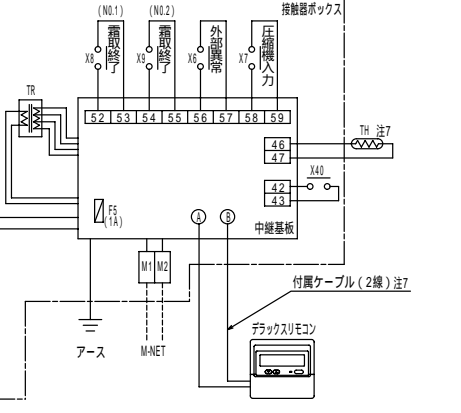 (NO.1)
(NO.2)
接触器ボックス
霜取終了
霜取終了
外部異常
圧縮機入力
X8
X9
X6
X7
TR
52 53 54 55 56 57 58 59
46
47
TH 注7
X40
42
43
F5
(1A)
A
B
中継基板
M1 M2
付属ケーブル(2線)注7
デラックスリモコン
アース
M-NET